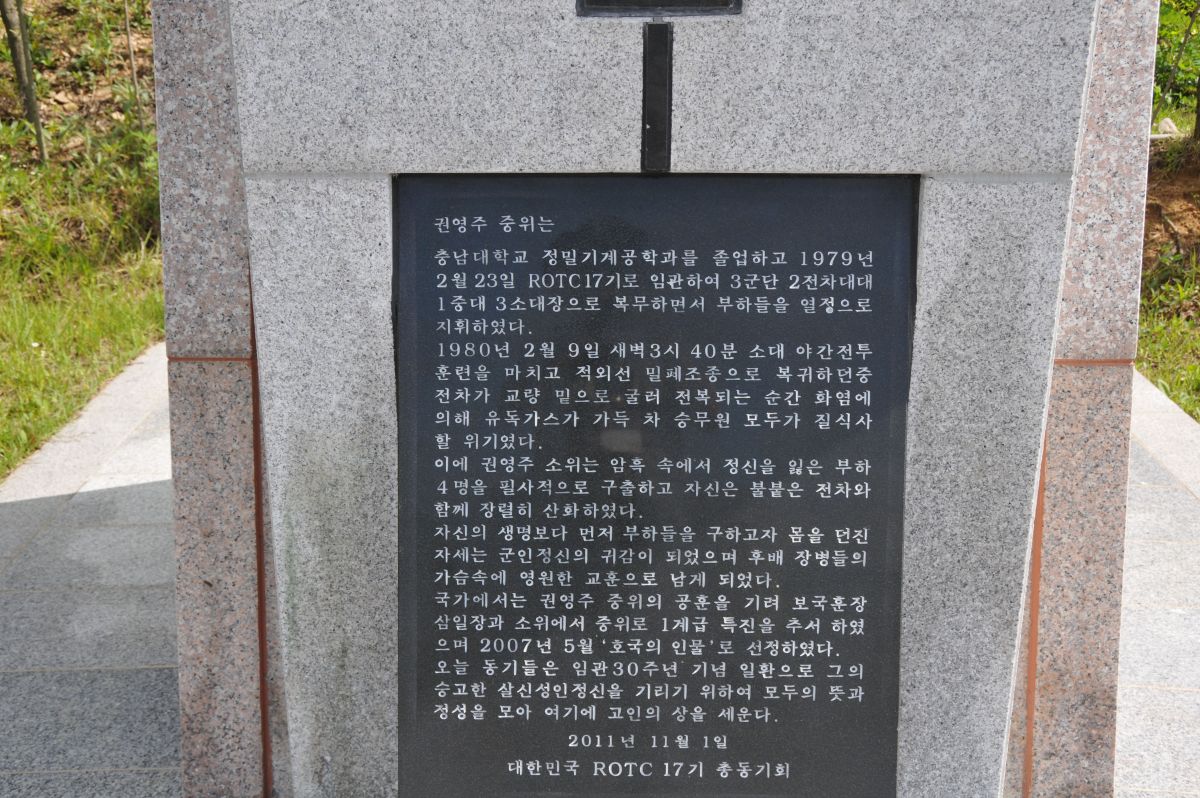 권영주 중위는
충남대학교 정밀기계공학과를 졸업하고 1979년
2월 23일 ROTC17기로 임관하여 3군단 2전차대대
1중대 3소대장으로 복무하면서 부하들을 열정으로
지휘하였다.
1980년 2월 9일 새벽3시 40분 소대 야간전투
훈련을 마치고 적외선 밀폐조종으로 복귀하던중
전차가 교량 밑으로 굴러 전복되는 순간 화염에
의해 유독가스가 가득 차 승무원 모두가 질식사
할 위기였다.
이에 권영주 소위는 암흑 속에서 정신을 잃은 부하
4명을 필사적으로 구출하고 자신은 불붙은 전차와
함께 장렬히 산화하였다.
자신의 생명보다 먼저 부하들을 구하고자 몸을 던진
자세는 군인정신의 귀감이 되었으며 후배 장병들의
가슴속에 영원한 교훈으로 남게 되었다.
국가에서는 권영주 중위의 공훈을 기려 보국훈장
삼일장과 소위에서 중위로 1계급 특진을 추서 하였
으며 2007년 5월 '호국의 인물'로 선정하였다.
오늘 동기들은 임관30주년 기념 일환으로 그의
숭고한 살신성인정신을 기리기 위하여 모두의 뜻과
정성을 모아 여기에 고인의 상을 세운다.
2011년 11월 1일
대한민국 ROTC 17기 총동기회